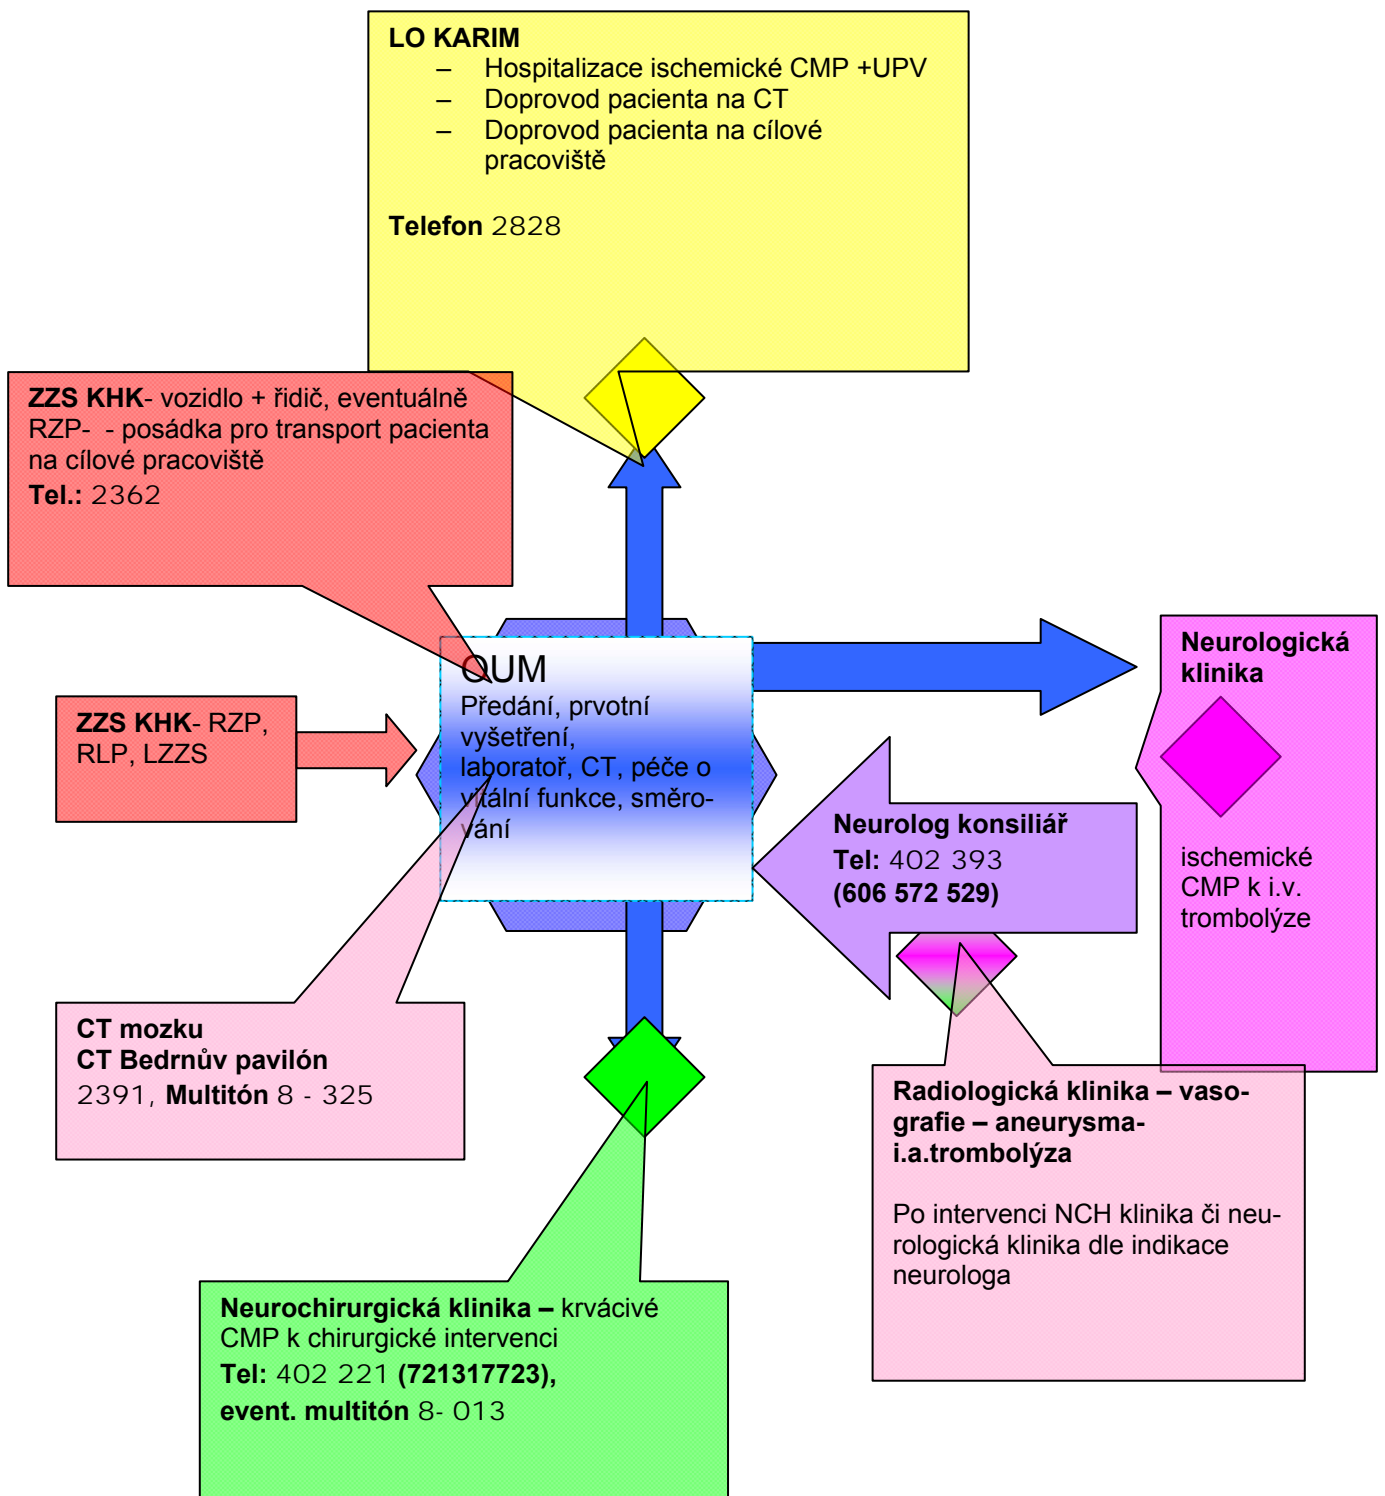 LO KARIM
– Hospitalizace ischemické CMP +UPV
– Doprovod pacienta na CT
– Doprovod pacienta na cílové
pracoviště
Telefon 2828
ZZS KHK- vozidlo + řidič, eventuálně
RZP- - posádka pro transport pacienta
na cílové pracoviště
Tel.: 2362
ZZS KHK- RZP,
RLP, LZZS
OUM
Předání, prvotní
vyšetření,
laboratoř, CT, péče o
vitální funkce, směro-
vání
Neurologická
klinika
ischemické
CMP k i.v.
trombolýze
Neurolog konsiliář
Tel: 402 393
(606 572 529)
CT mozku
CT Bedrnův pavilón
2391, Multitón 8 - 325
Radiologická klinika – vaso-
grafie – aneurysma-
i.a.trombolýza
Po intervenci NCH klinika či neu-
rologická klinika dle indikace
neurologa
Neurochirurgická klinika – krvácivé
CMP k chirurgické intervenci
Tel: 402 221 (721317723),
event. multitón 8- 013